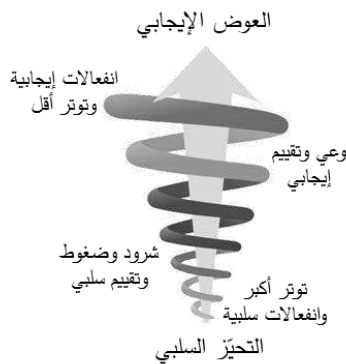 العوض الإيجابي
انفعالات إيجابية
وتوتر أقل
وعي وتقييم
إيجابي
شرود وضغوط
وتقييم سلبي
توتر أكبر
وانفعالات سلبية
التحيّز السلبي